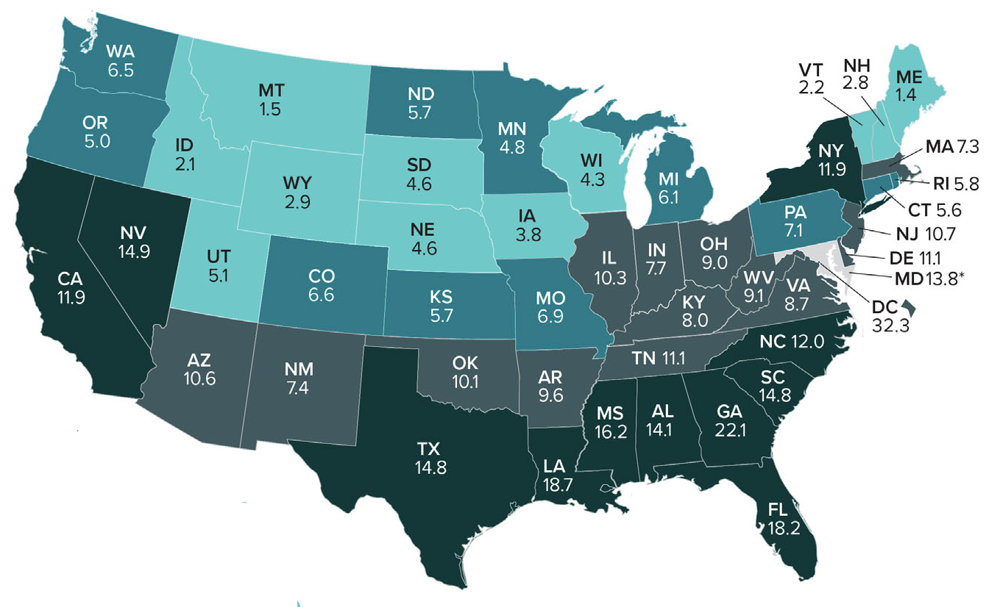 WA
6.5
OR
5.0
CA
11.9
NV
14.9
ID
2.1
MT
1.5
WY
2.9
UT
5.1
AZ
10.6
CO
6.6
NM
7.4
ND
5.7
SD
4.6
NE
4.6
KS
5.7
OK
10.1
TX
14.8
MN
4.8
IA
3.8
MO
6.9
AR
9.6
LA
18.7
WI
4.3
IL
10.3
MI
6.1
IN
7.7
OH
9.0
KY
8.0
TN 11.1
MS
16.2
AL
14.1
GA
22.1
FL
18.2
SC
14.8
NC 12.0
WV
9.1
VA
8.7
PA
7.1
NY
11.9
VT
2.2
NH
2.8
ME
1.4
MA 7.3
RI 5.8
CT 5.6
NJ 10.7
DE 11.1
MD 13.8*
DC
32.3